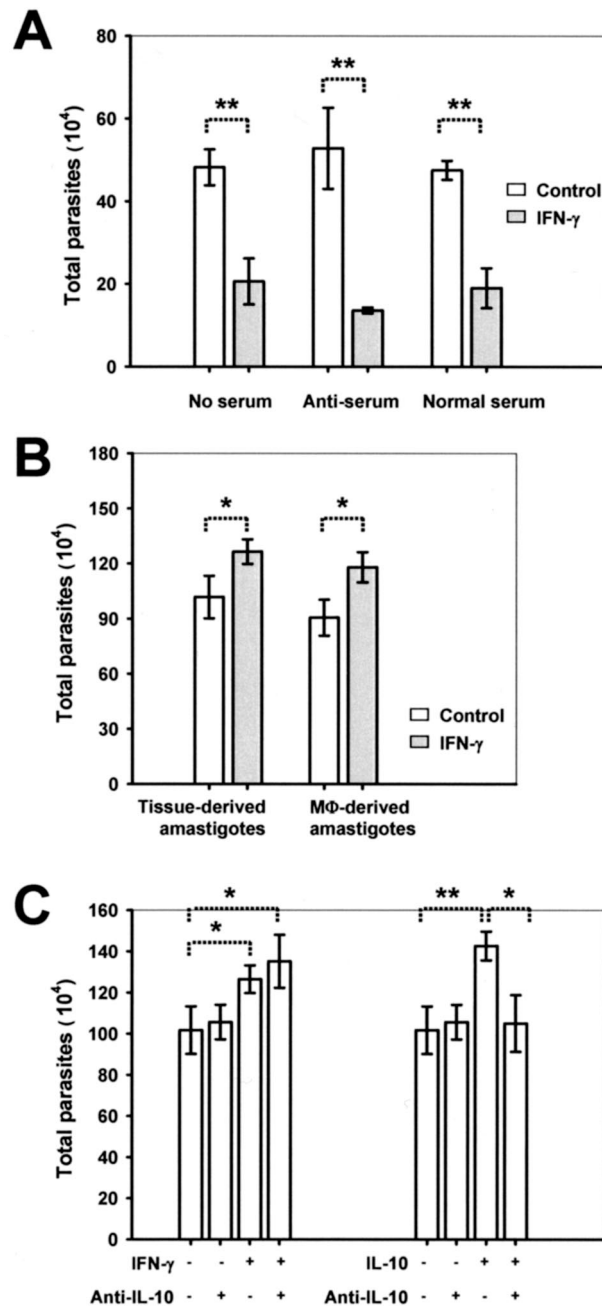 A
Total parasites (10⁴)
80
60
40
20
0
**
**
**
Control
IFN-γ
No serum
Anti-serum
Normal serum
B
Total parasites (10⁴)
180
150
120
90
60
30
0
*
*
Control
IFN-γ
Tissue-derived
amastigotes
MΦ-derived
amastigotes
C
Total parasites (10⁴)
160
140
120
100
80
60
40
20
0
*
*
**
*
IFN-γ - - + +
Anti-IL-10 - + - +
IL-10 - - + +
Anti-IL-10 - + - +